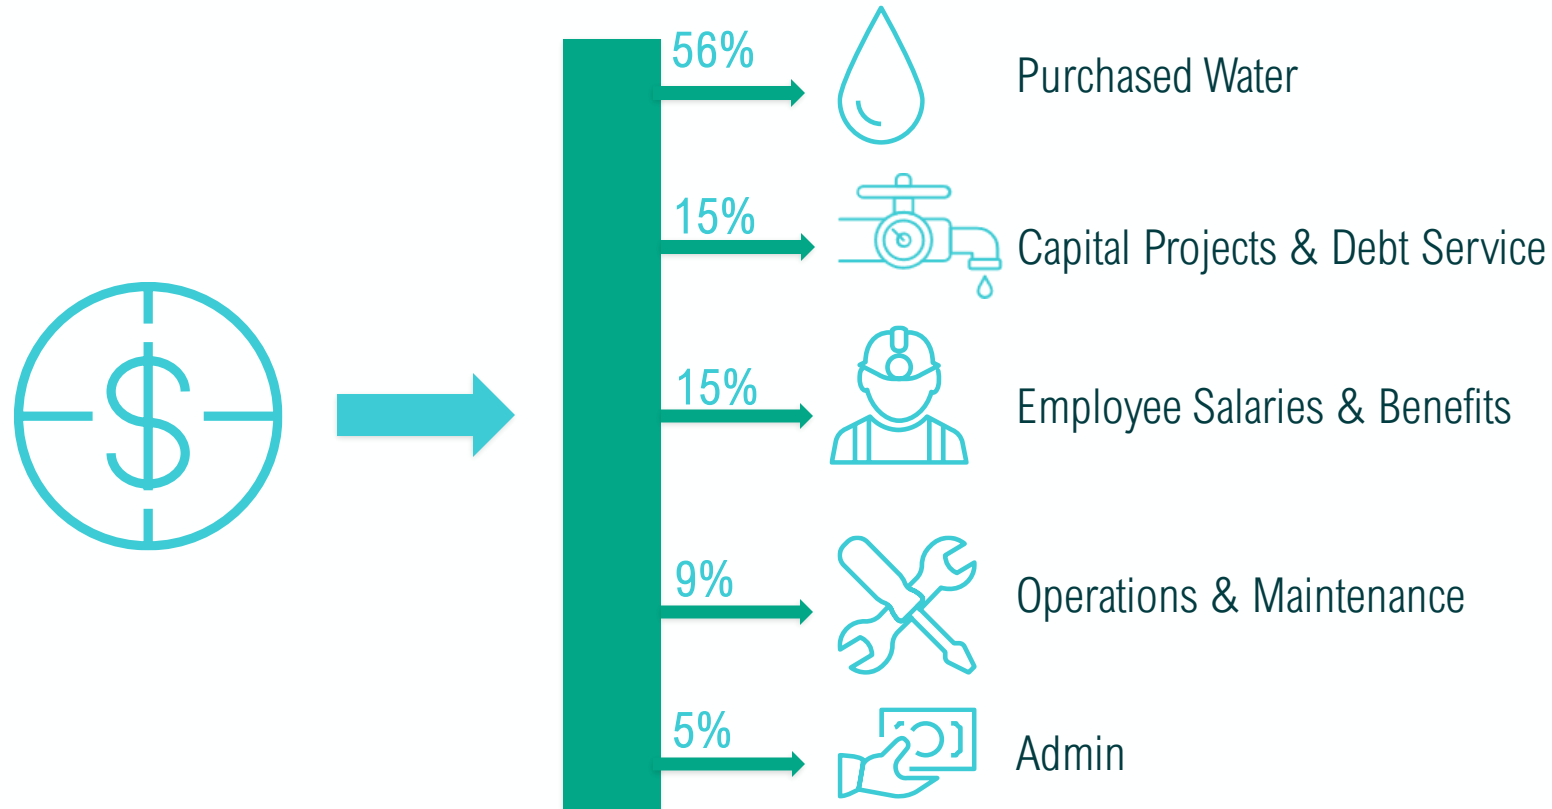 56%
Purchased Water
15%
Capital Projects & Debt Service
15%
Employee Salaries & Benefits
9%
Operations & Maintenance
5%
Admin